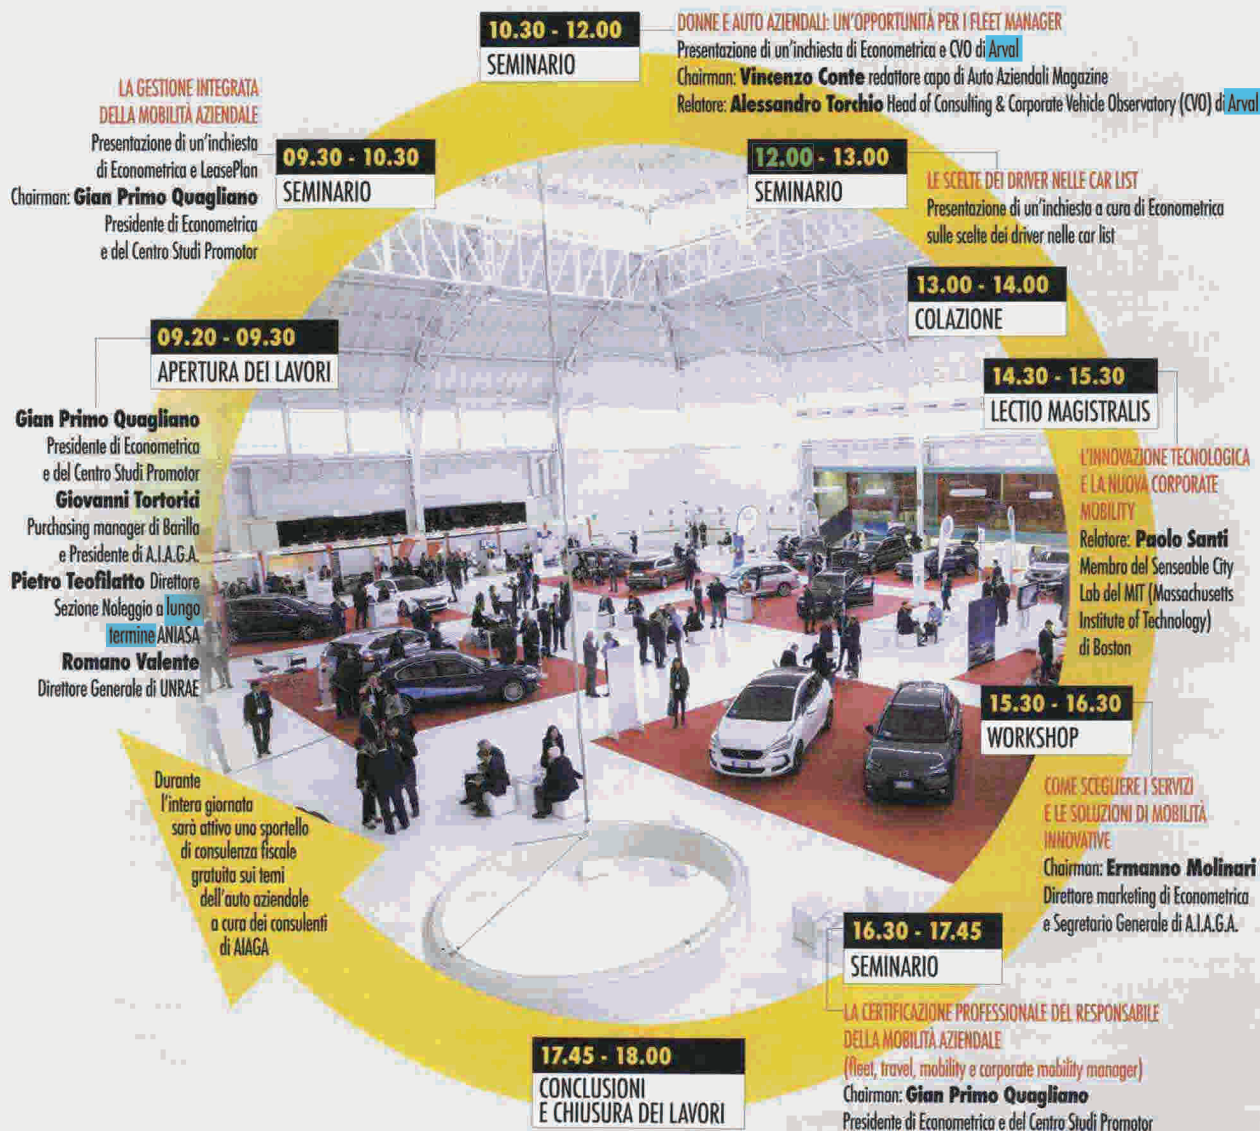 09.20 - 09.30
APERTURA DEI LAVORI
Gian Primo Quagliano
Presidente di Econometrica
e del Centro Studi Promotor
Giovanni Tortorici
Purchasing manager di Barilla
e Presidente di A.I.A.G.A.
Pietro Teofilatto Direttore
Sezione Noleggio a lungo
termine ANIASA
Romano Valente
Direttore Generale di UNRAE
09.30 - 10.30
SEMINARIO
LA GESTIONE INTEGRATA
DELLA MOBILITÀ AZIENDALE
Presentazione di un'inchiesta
di Econometrica e LeasePlan
Chairman: Gian Primo Quagliano
Presidente di Econometrica
e del Centro Studi Promotor
10.30 - 12.00
SEMINARIO
DONNE E AUTO AZIENDALI: UN'OPPORTUNITÀ PER I FLEET MANAGER
Presentazione di un'inchiesta di Econometrica e CVO di Arval
Chairman: Vincenzo Conte redattore capo di Auto Aziendali Magazine
Relatore: Alessandro Torchio Head of Consulting & Corporate Vehicle Observatory (CVO) di Arval
12.00 - 13.00
SEMINARIO
LE SCELTE DEI DRIVER NELLE CAR LIST
Presentazione di un'inchiesta a cura di Econometrica
sulle scelte dei driver nelle car list
13.00 - 14.00
COLAZIONE
14.30 - 15.30
LECTIO MAGISTRALIS
L'INNOVAZIONE TECNOLOGICA
E LA NUOVA CORPORATE
MOBILITY
Relatore: Paolo Santi
Membro del Senseable City
Lab del MIT (Massachusetts
Institute of Technology)
di Boston
15.30 - 16.30
WORKSHOP
COME SCEGLIERE I SERVIZI
E LE SOLUZIONI DI MOBILITÀ
INNOVATIVE
Chairman: Ermanno Molinari
Direttore marketing di Econometrica
e Segretario Generale di A.I.A.G.A.
16.30 - 17.45
SEMINARIO
LA CERTIFICAZIONE PROFESSIONALE DEL RESPONSABILE
DELLA MOBILITÀ AZIENDALE
(fleet, travel, mobility e corporate mobility manager)
Chairman: Gian Primo Quagliano
Presidente di Econometrica e del Centro Studi Promotor
17.45 - 18.00
CONCLUSIONI
E CHIUSURA DEI LAVORI
Durante
l'intera giornata
sarà attivo uno sportello
di consulenza fiscale
gratuita sui temi
dell'auto aziendale
a cura dei consulenti
di AIAGA